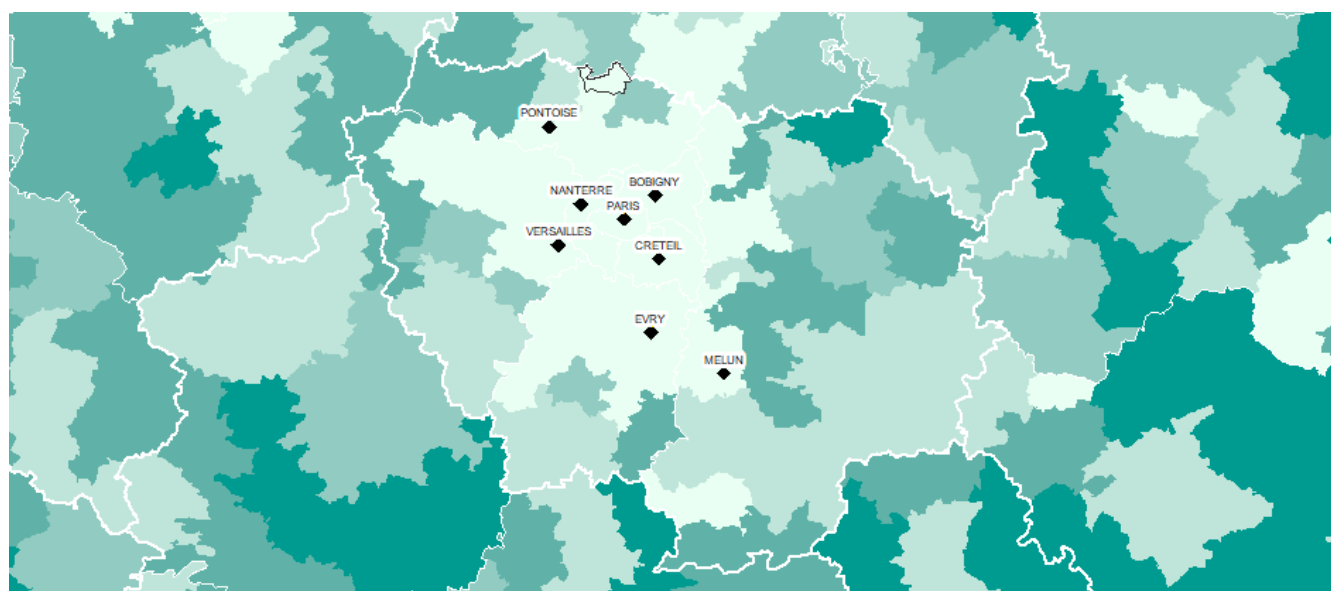 PONTOISE
BOBIGNY
NANTERRE
PARIS
VERSAILLES
CRETEIL
EVRY
MELUN